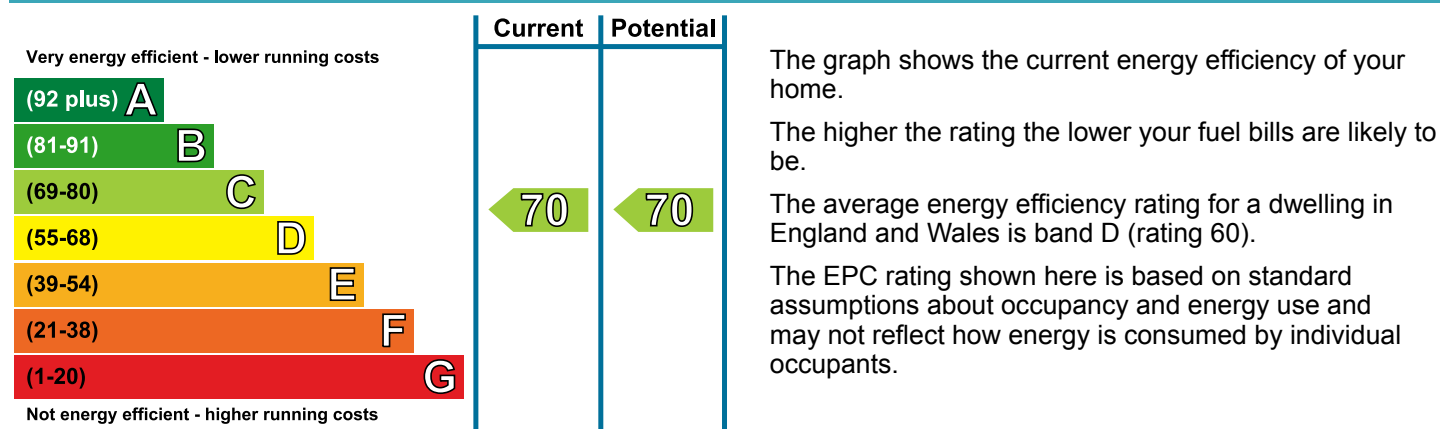 Current Potential
Very energy efficient - lower running costs
(92 plus) A
(81-91) B
(69-80) C
70 70
(55-68) D
(39-54) E
(21-38) F
(1-20) G
Not energy efficient - higher running costs
The graph shows the current energy efficiency of your
home.
The higher the rating the lower your fuel bills are likely to
be.
The average energy efficiency rating for a dwelling in
England and Wales is band D (rating 60).
The EPC rating shown here is based on standard
assumptions about occupancy and energy use and
may not reflect how energy is consumed by individual
occupants.